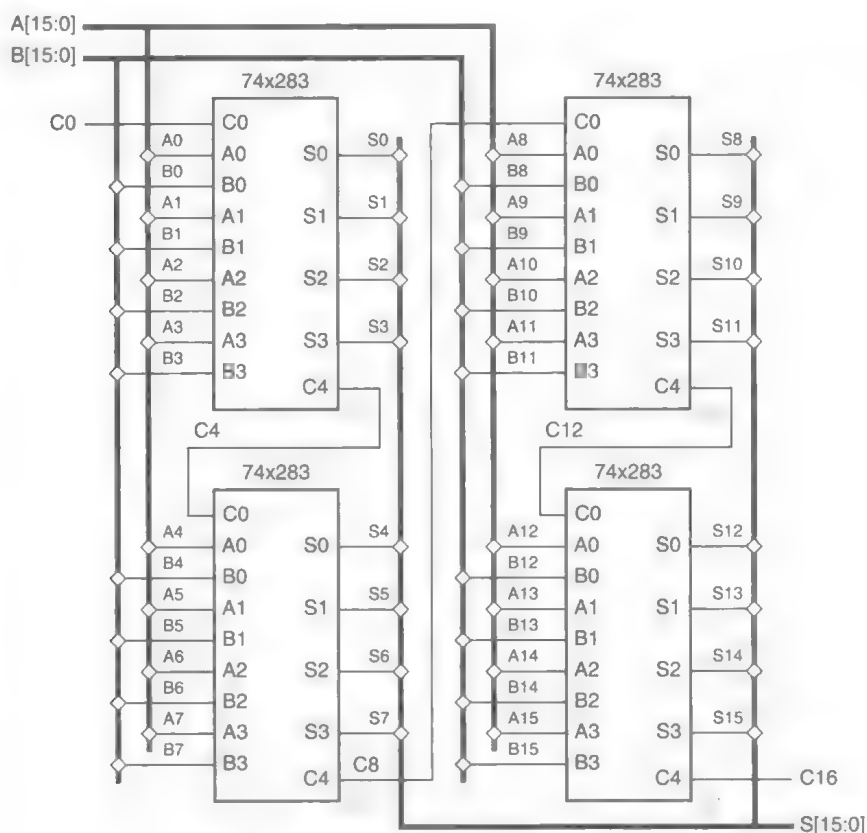 A[15:0]
B[15:0]
74x283
C0
C0
A0
A0
S0
S0
B0
B0
A1
A1
S1
S1
B1
B1
A2
A2
S2
S2
B2
B2
A3
A3
S3
S3
B3
C4
C4
74x283
C0
A4
A0
S0
S4
B4
B0
A5
A1
S1
S5
B5
B1
A6
A2
S2
S6
B6
B2
A7
A3
S3
S7
B7
B3
C4
C8
74x283
C0
A8
A0
S0
S8
B8
B0
A9
A1
S1
S9
B9
B1
A10
A2
S2
S10
B10
B2
A11
A3
S3
S11
B11
C4
C12
74x283
C0
A12
A0
S0
S12
B12
B0
A13
A1
S1
S13
B13
B1
A14
A2
S2
S14
B14
B2
A15
A3
S3
S15
B15
B3
C4
C16
S[15:0]